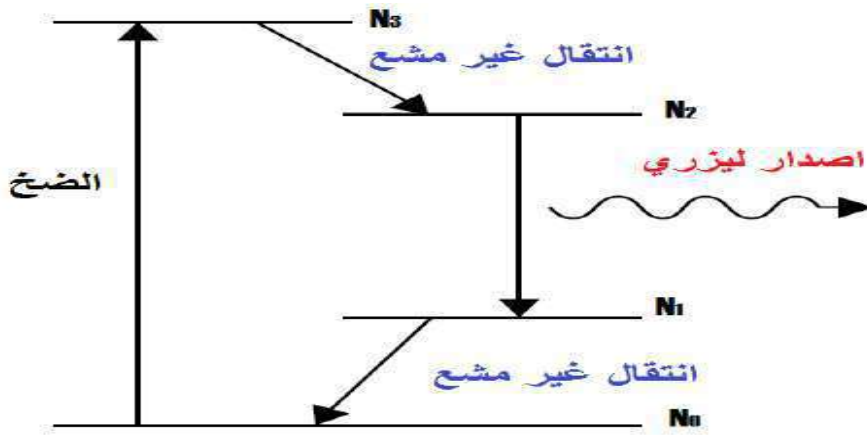 N₃
انتقال غير مشع
N₂
اصدار ليزري
الضخ
N₁
انتقال غير مشع
N₀